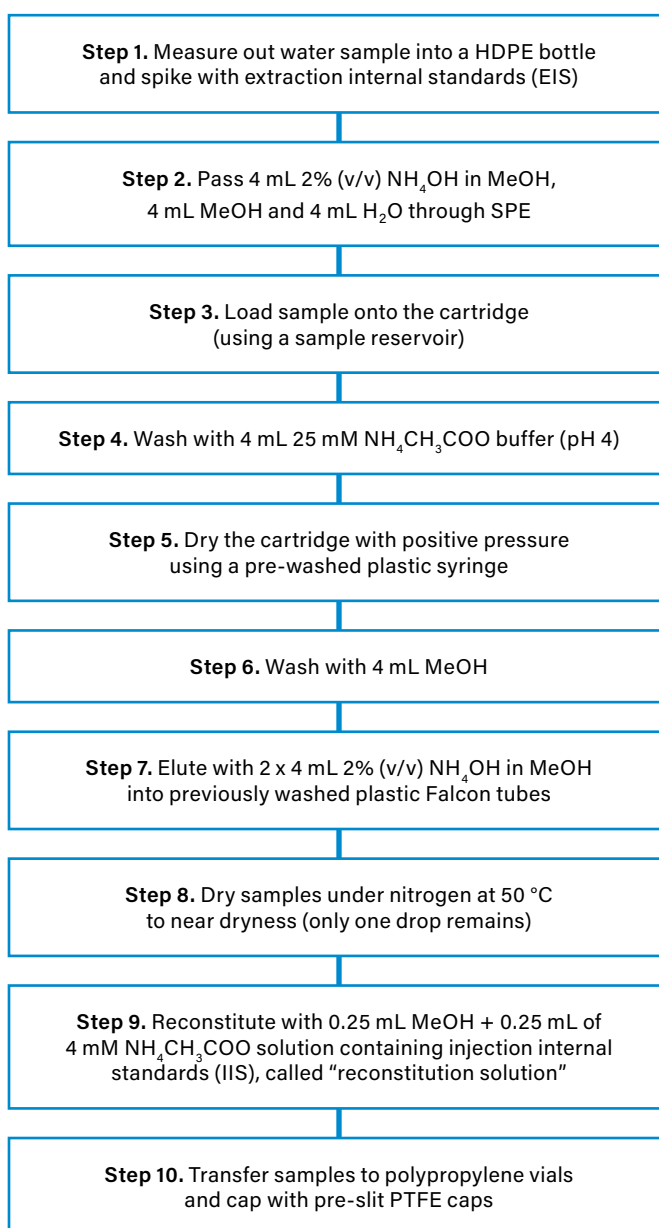 Step 1. Measure out water sample into a HDPE bottle
and spike with extraction internal standards (EIS)
Step 2. Pass 4 mL 2% (v/v) NH₄OH in MeOH,
4 mL MeOH and 4 mL H₂O through SPE
Step 3. Load sample onto the cartridge
(using a sample reservoir)
Step 4. Wash with 4 mL 25 mM NH₄CH₃COO buffer (pH 4)
Step 5. Dry the cartridge with positive pressure
using a pre-washed plastic syringe
Step 6. Wash with 4 mL MeOH
Step 7. Elute with 2 x 4 mL 2% (v/v) NH₄OH in MeOH
into previously washed plastic Falcon tubes
Step 8. Dry samples under nitrogen at 50 °C
to near dryness (only one drop remains)
Step 9. Reconstitute with 0.25 mL MeOH + 0.25 mL of
4 mM NH₄CH₃COO solution containing injection internal
standards (IIS), called “reconstitution solution”
Step 10. Transfer samples to polypropylene vials
and cap with pre-slit PTFE caps